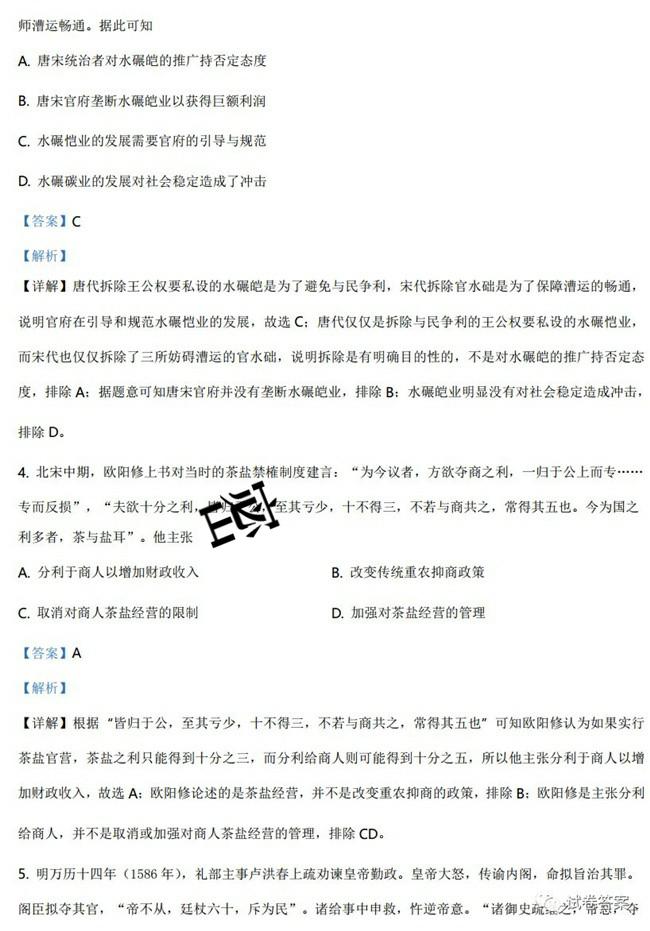 师漕运畅通。据此可知
A. 唐宋统治者对水碾皑的推广持否定态度
B. 唐宋官府垄断水碾皑业以获得巨额利润
C. 水碾恺业的发展需要官府的引导与规范
D. 水碾碳业的发展对社会稳定造成了冲击
【答案】C
【解析】
【详解】唐代拆除王公权要私设的水碾皑是为了避免与民争利，宋代拆除官水础是为了保障漕运的畅通，
说明官府在引导和规范水碾恺业的发展，故选 C；唐代仅仅是拆除与民争利的王公权要私设的水碾恺业，
而宋代也仅仅拆除了三所妨碍漕运的官水础，说明拆除是有明确目的性的，不是对水碾皑的推广持否定态
度，排除 A；据题意可知唐宋官府并没有垄断水碾皑业，排除 B；水碾皑业明显没有对社会稳定造成冲击，
排除 D。
4. 北宋中期，欧阳修上书对当时的茶盐禁榷制度建言：“为今议者，方欲夺商之利，一归于公上而专……
专而反损”，“夫欲十分之利，皆归 ，至其亏少，十不得三，不若与商共之，常得其五也。今为国之
利多者，茶与盐耳”。他主张
A. 分利于商人以增加财政收入 B. 改变传统重农抑商政策
C. 取消对商人茶盐经营的限制 D. 加强对茶盐经营的管理
【答案】A
【解析】
【详解】根据“皆归于公，至其亏少，十不得三，不若与商共之，常得其五也”可知欧阳修认为如果实行
茶盐官营，茶盐之利只能得到十分之三，而分利给商人则可能得到十分之五，所以他主张分利于商人以增
加财政收入，故选 A；欧阳修论述的是茶盐经营，并不是改变重农抑商的政策，排除 B；欧阳修是主张分利
给商人，并不是取消或加强对商人茶盐经营的管理，排除 CD。
5. 明万历十四年（1586 年），礼部主事卢洪春上疏劝谏皇帝勤政。皇帝大怒，传谕内阁，命拟旨治其罪。
阁臣拟夺其官，“帝不从，廷杖六十，斥为民”。诸给事中申救，忤逆帝意。“诸御史疏继之，帝怒，夺
试卷答案